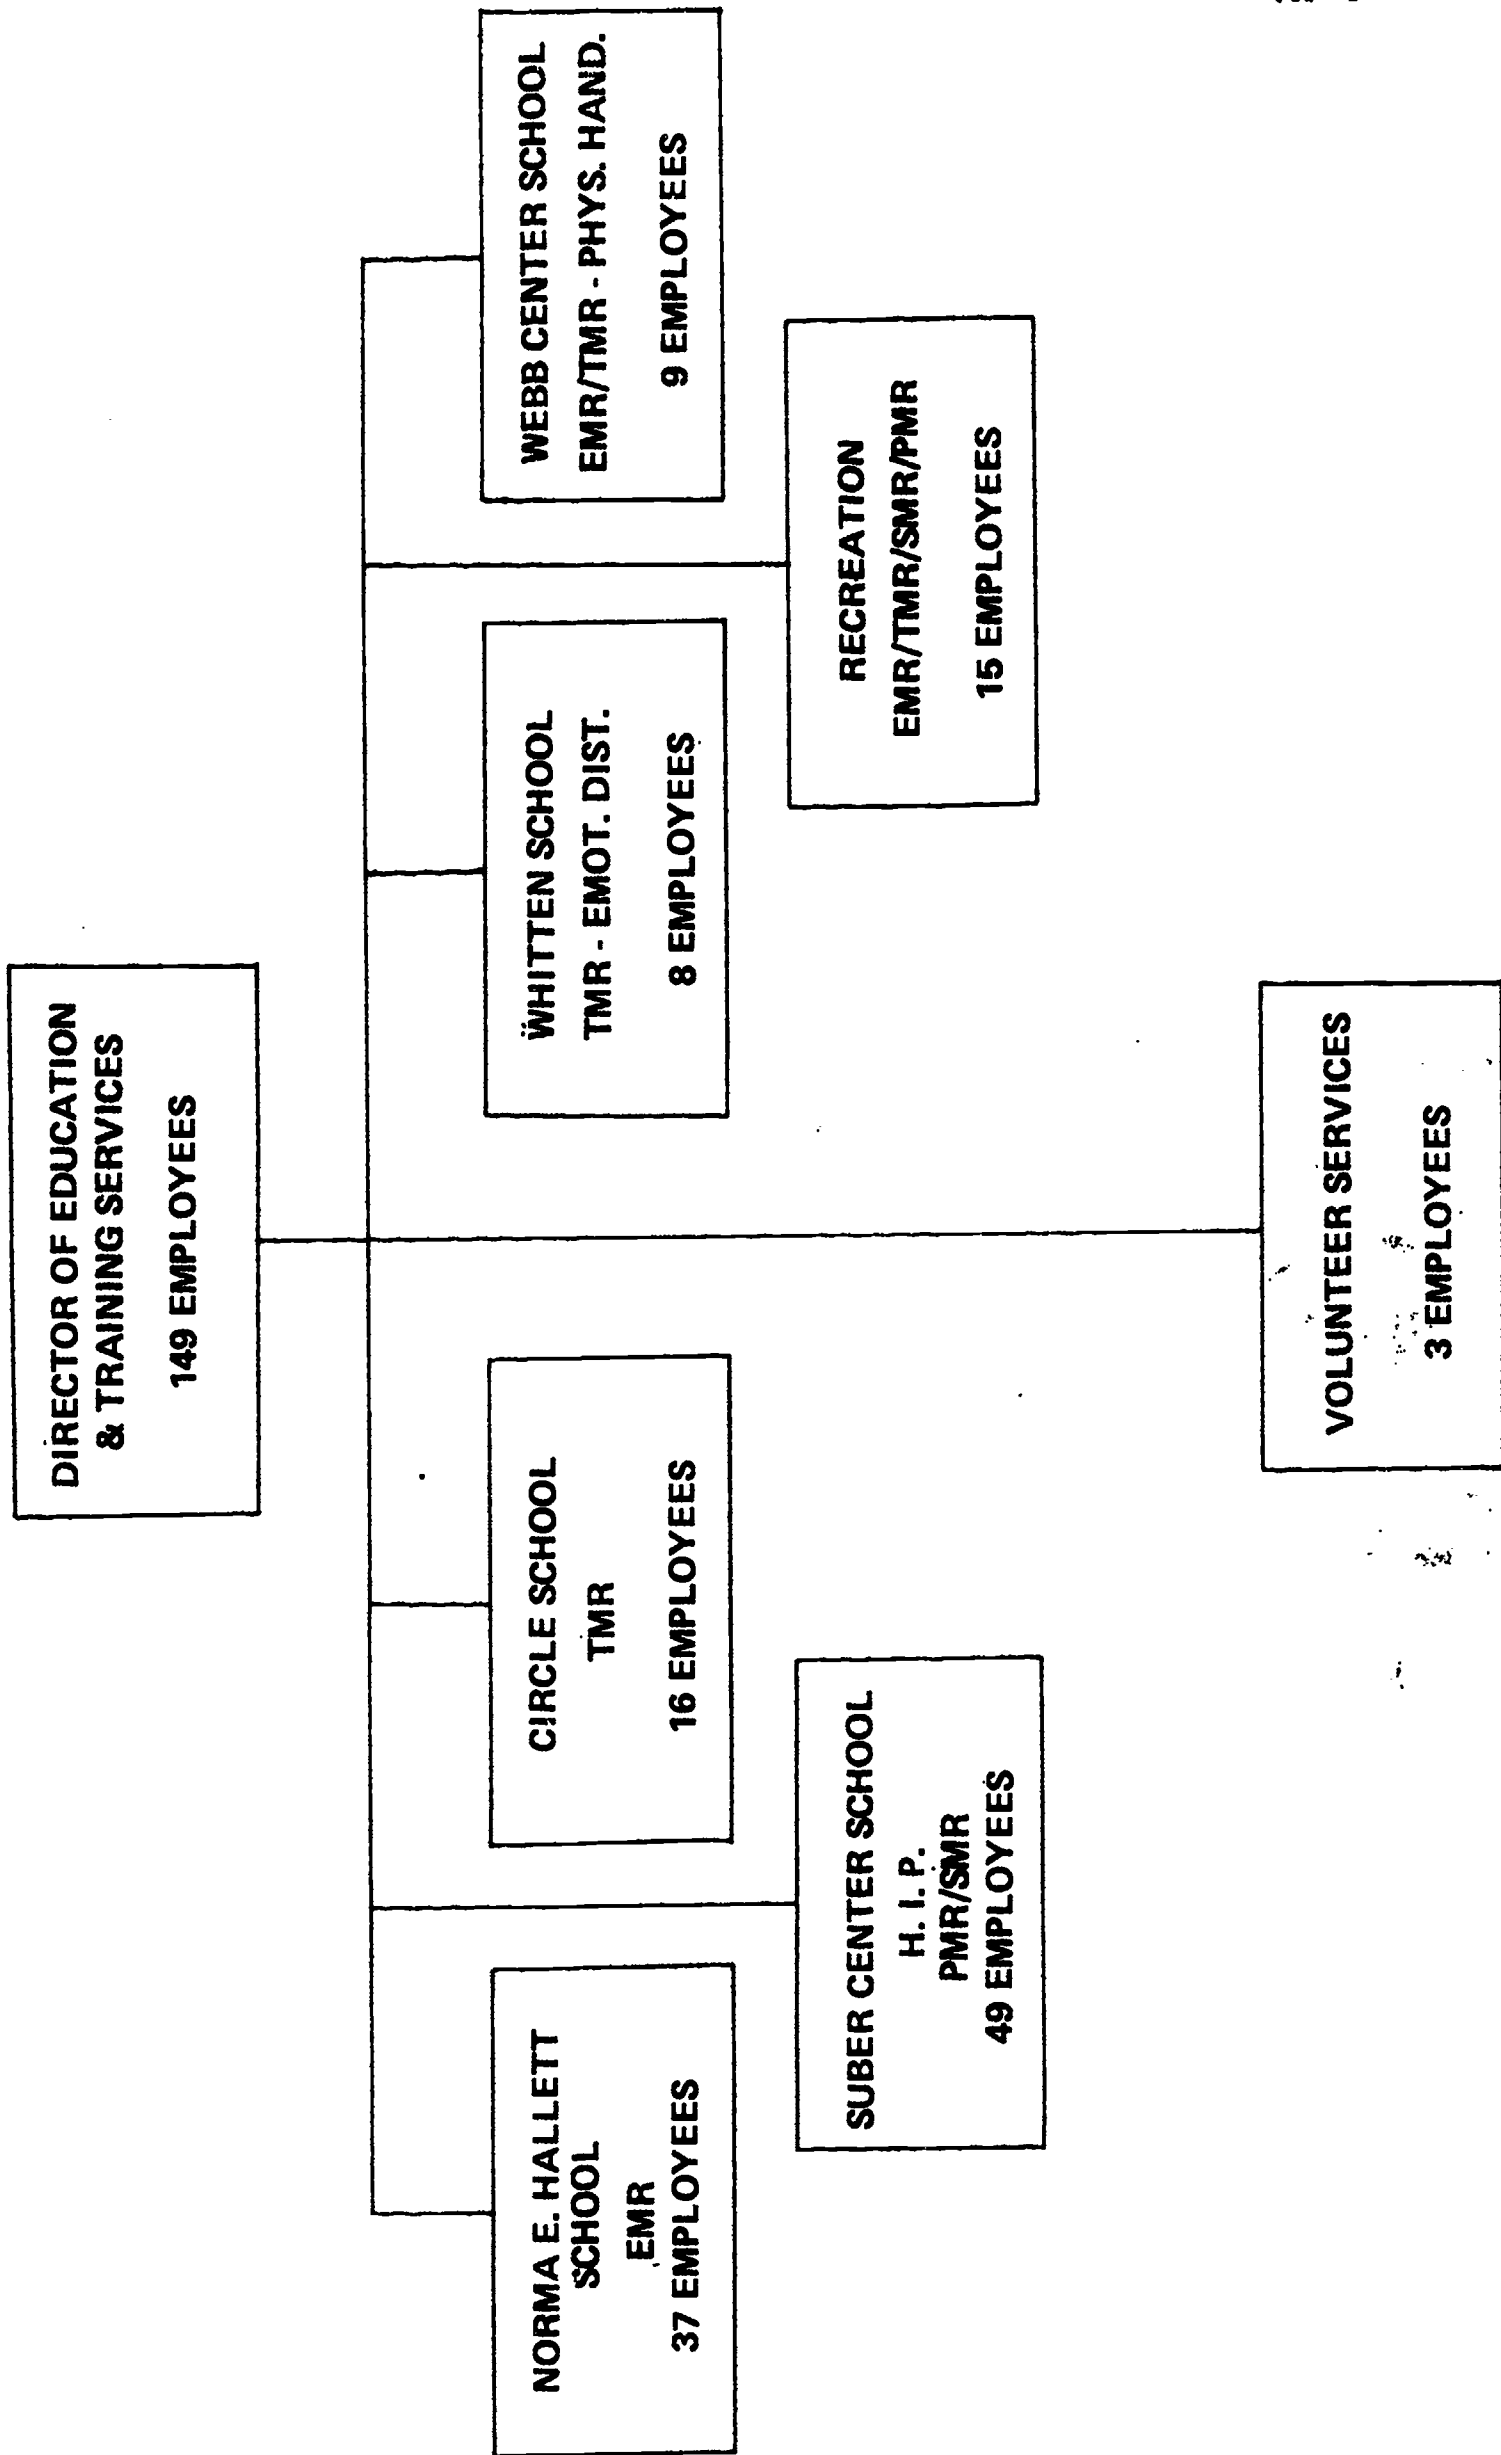 DIRECTOR OF EDUCATION
& TRAINING SERVICES
149 EMPLOYEES
NORMA E. HALLETT
SCHOOL
EMR
37 EMPLOYEES
CIRCLE SCHOOL
TMR
16 EMPLOYEES
WHITTEN SCHOOL
TMR - EMOT. DIST.
8 EMPLOYEES
WEBB CENTER SCHOOL
EMR/TMR - PHYS. HAND.
9 EMPLOYEES
SUBER CENTER SCHOOL
H. I. P.
PMR/SMR
49 EMPLOYEES
RECREATION
EMR/TMR/SMR/PMR
15 EMPLOYEES
VOLUNTEER SERVICES
3 EMPLOYEES